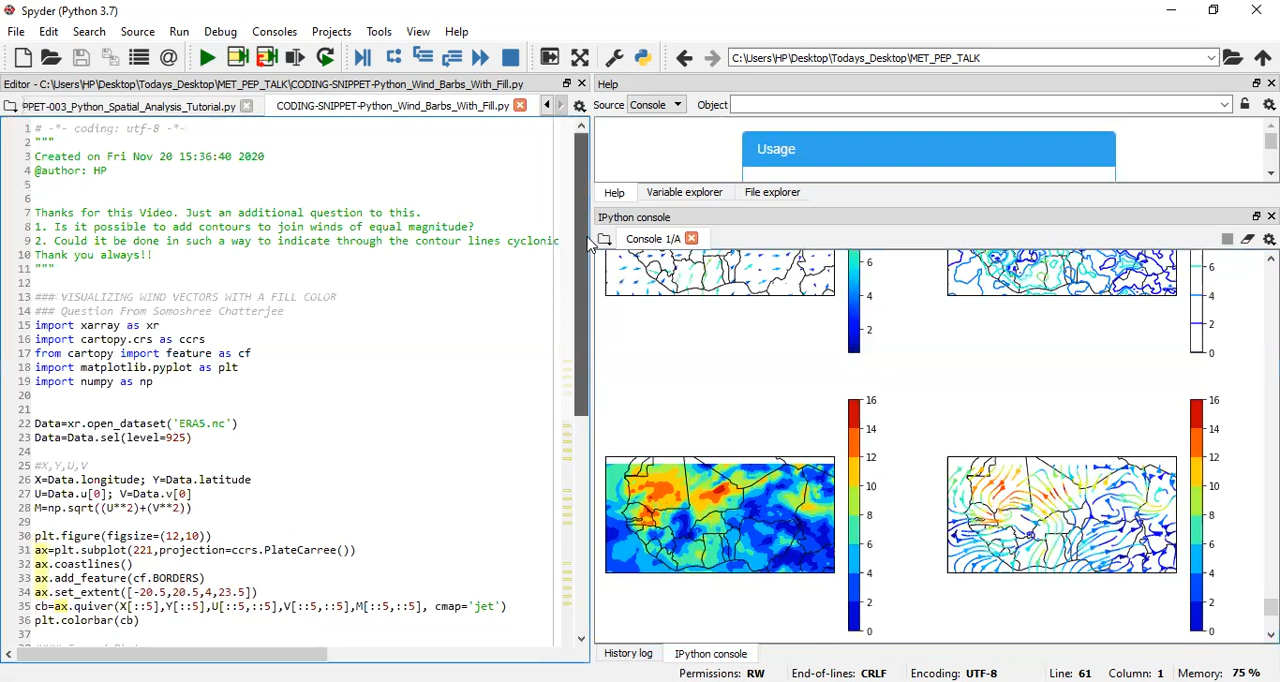 Spyder (Python 3.7)
File Edit Search Source Run Debug Consoles Projects Tools View Help
C:\Users\HP\Desktop\Todays_Desktop\MET_PEP_TALK
Editor - C:\Users\HP\Desktop\Todays_Desktop\MET_PEP_TALK\CODING-SNIPPET-Python_Wind_Barbs_With_Fill.py
PPET-003_Python_Spatial_Analysis_Tutorial.py CODING-SNIPPET-Python_Wind_Barbs_With_Fill.py
1 # -*- coding: utf-8 -*-
2 """
3 Created on Fri Nov 20 15:36:40 2020
4 @author: HP
5
6
7 Thanks for this Video. Just an additional question to this.
8 1. Is it possible to add contours to join winds of equal magnitude?
9 2. Could it be done in such a way to indicate through the contour lines cyclonic
10 Thank you always!!
11 """
12
13 ### VISUALIZING WIND VECTORS WITH A FILL COLOR
14 ### Question From Somoshree Chatterjee
15 import xarray as xr
16 import cartopy.crs as ccrs
17 from cartopy import feature as cf
18 import matplotlib.pyplot as plt
19 import numpy as np
20
21
22 Data=xr.open_dataset('ERA5.nc')
23 Data=Data.sel(level=925)
24
25 #X,Y,U,V
26 X=Data.longitude; Y=Data.latitude
27 U=Data.u[0]; V=Data.v[0]
28 M=np.sqrt((U**2)+(V**2))
29
30 plt.figure(figsize=(12,10))
31 ax=plt.subplot(221,projection=ccrs.PlateCarree())
32 ax.coastlines()
33 ax.add_feature(cf.BORDERS)
34 ax.set_extent([-20.5,20.5,4,23.5])
35 cb=ax.quiver(X[::5],Y[::5],U[::5,::5],V[::5,::5],M[::5,::5], cmap='jet')
36 plt.colorbar(cb)
37
Help
Source Console Object
Usage
Help Variable explorer File explorer
IPython console
Console 1/A
6
4
2
6
4
2
0
16
14
12
10
8
6
4
2
0
16
14
12
10
8
6
4
2
0
History log IPython console
Permissions: RW End-of-lines: CRLF Encoding: UTF-8 Line: 61 Column: 1 Memory: 75 %